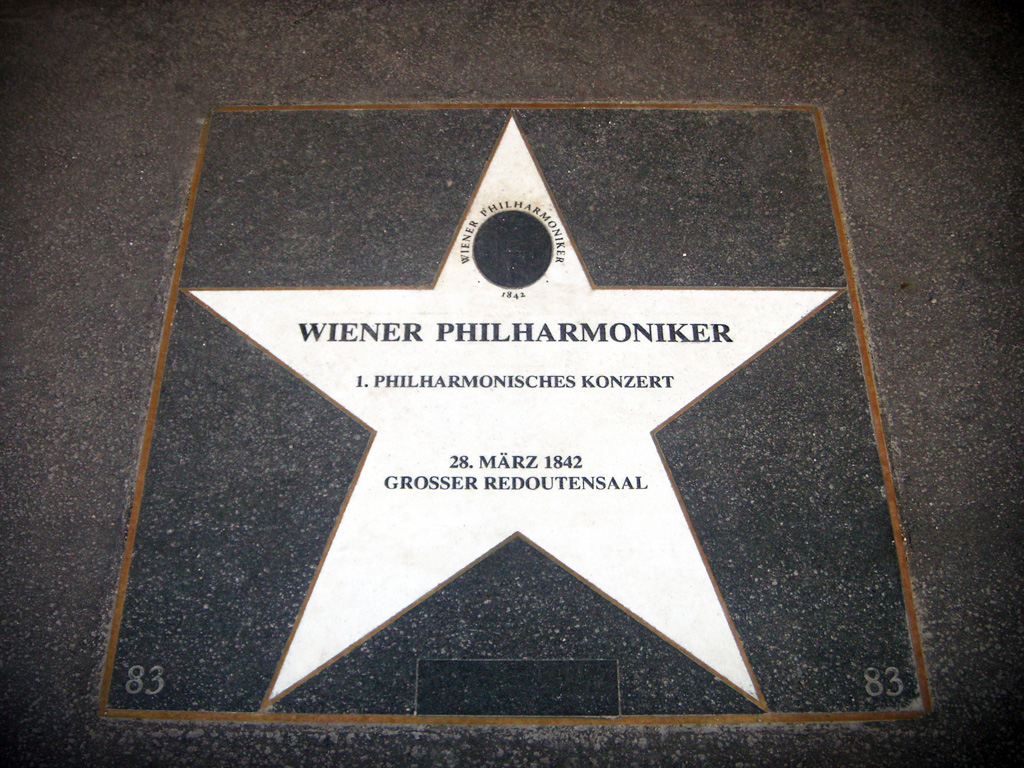 WIENER PHILHARMONIKER
1842
WIENER PHILHARMONIKER
1. PHILHARMONISCHES KONZERT
28. MÄRZ 1842
GROSSER REDOUTENSAAL
83 83